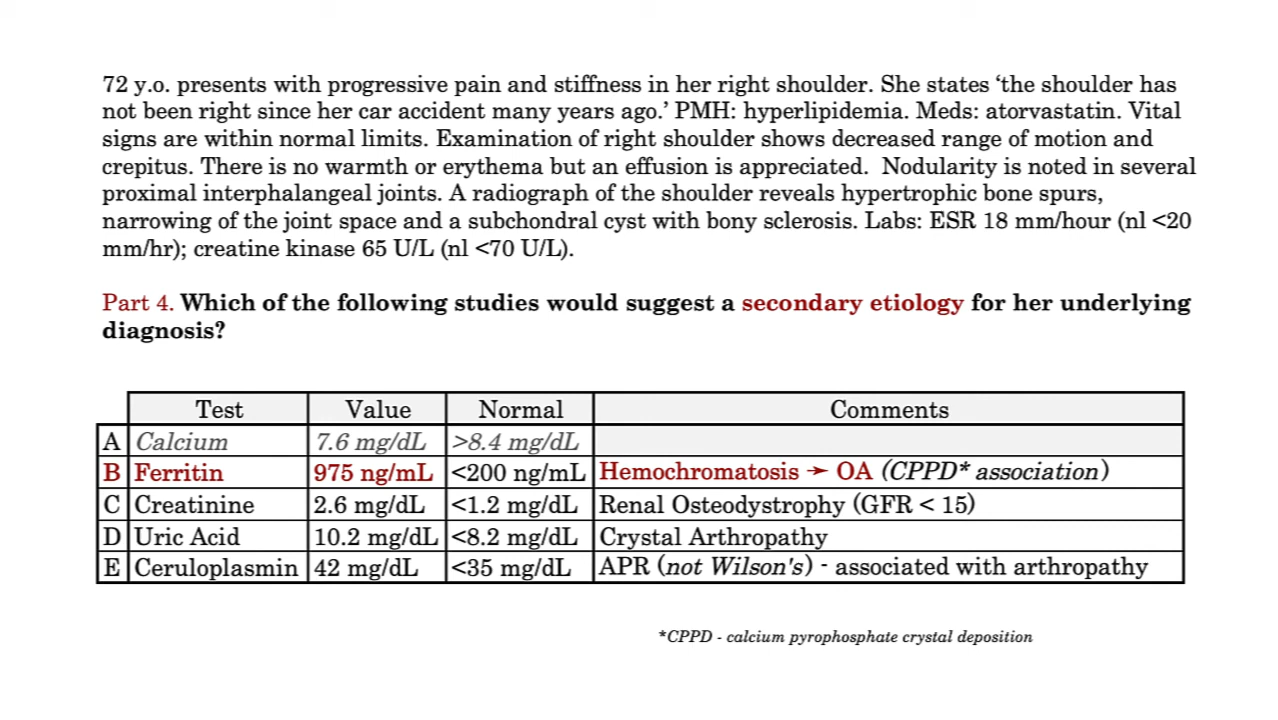 72 y.o. presents with progressive pain and stiffness in her right shoulder. She states ‘the shoulder has
not been right since her car accident many years ago.’ PMH: hyperlipidemia. Meds: atorvastatin. Vital
signs are within normal limits. Examination of right shoulder shows decreased range of motion and
crepitus. There is no warmth or erythema but an effusion is appreciated. Nodularity is noted in several
proximal interphalangeal joints. A radiograph of the shoulder reveals hypertrophic bone spurs,
narrowing of the joint space and a subchondral cyst with bony sclerosis. Labs: ESR 18 mm/hour (nl <20
mm/hr); creatine kinase 65 U/L (nl <70 U/L).
Part 4. Which of the following studies would suggest a secondary etiology for her underlying
diagnosis?
Test Value Normal Comments
A Calcium 7.6 mg/dL >8.4 mg/dL
B Ferritin 975 ng/mL <200 ng/mL Hemochromatosis → OA (CPPD* association)
C Creatinine 2.6 mg/dL <1.2 mg/dL Renal Osteodystrophy (GFR < 15)
D Uric Acid 10.2 mg/dL <8.2 mg/dL Crystal Arthropathy
E Ceruloplasmin 42 mg/dL <35 mg/dL APR (not Wilson's) - associated with arthropathy
*CPPD - calcium pyrophosphate crystal deposition